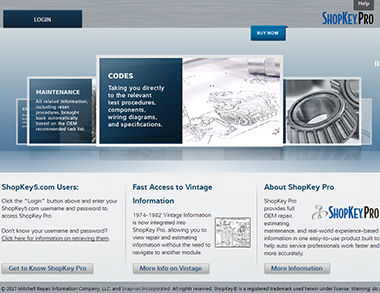 Help
LOGIN
SHOPKEY.PRO
BUY NOW
CODES
Taking you directly
to the relevant
test procedures,
components,
wiring diagrams,
and specifications.
MAINTENANCE
All related information,
including reset
procedures, brought
back automatically
based on the OEM
recommended task list.
ShopKey5.com Users:
Click the "Login" button above and enter your
ShopKey5.com username and password to
access ShopKey Pro
Don't know your username and password?
Click here for information on retrieving them
Get to Know ShopKey Pro
Fast Access to Vintage
Information
1974-1982 Vintage Information
is now integrated into
ShopKey Pro, allowing you to
view repair and estimating
information without the need to
navigate to another module.
More Info on Vintage
About ShopKey Pro
ShopKey Pro
provides full
OEM repair,
estimating,
SHOPKEY.PRO
maintenance, and real-world experience-based
information in one easy-to-use product built to
help auto service professionals work faster and
more accurately.
More Information
© 2017 Mitchell Repair Information Company, LLC. and Snap-on Incorporated. All rights reserved. ShopKey® is a registered trademark used herein under license. Warning: do